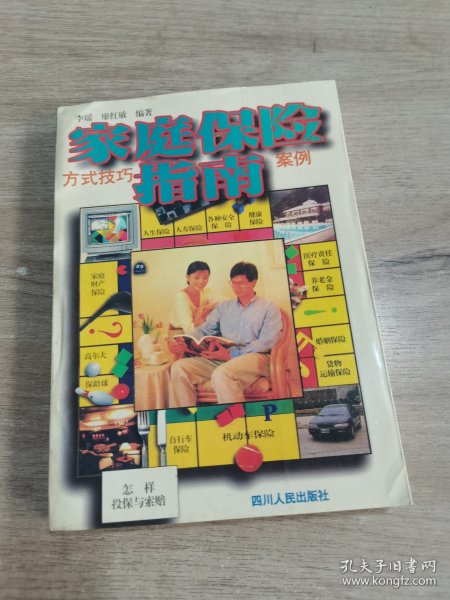 李瑶 廖红敏 编著
家庭保险
指南
方式技巧
案例
人生保险
人寿保险
各种安全
保险
健康
保险
家庭
财产
保险
医疗责任
保险
养老金
保险
高尔夫
保龄球
婚姻保险
货物
运输保险
自行车
保险
机动车保险
P
怎样
投保与索赔
四川人民出版社
孔夫子旧书网
www.kongfz.com